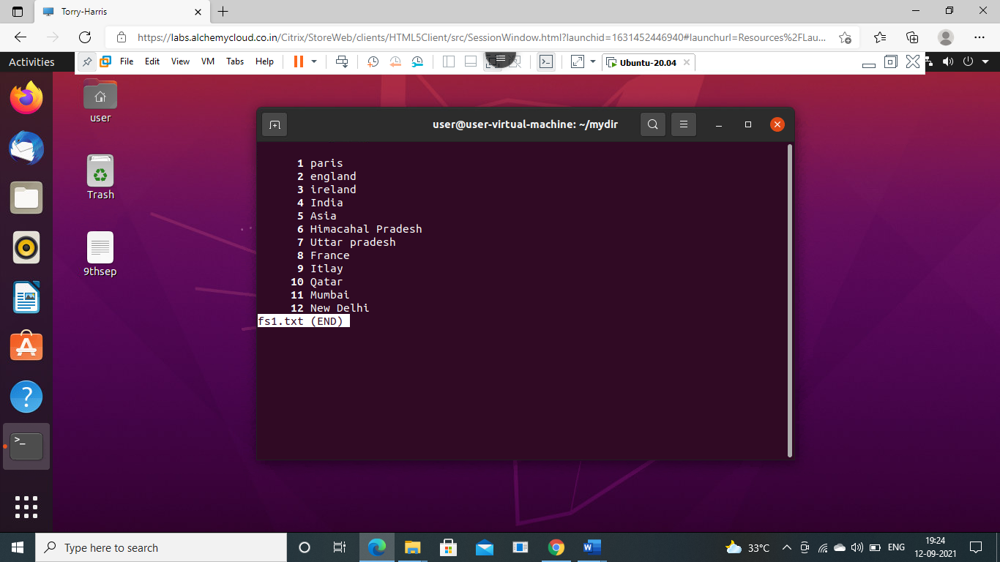 Torry-Harris
https://labs.alchemycloud.co.in/Citrix/StoreWeb/clients/HTML5Client/src/SessionWindow.html?launchid=1631452446940#launchurl=Resources%2FLau...
Activities
File Edit View VM Tabs Help
Ubuntu-20.04
user
Trash
9thsep
user@user-virtual-machine: ~/mydir
1 paris
2 england
3 ireland
4 India
5 Asia
6 Himacahal Pradesh
7 Uttar pradesh
8 France
9 Itlay
10 Qatar
11 Mumbai
12 New Delhi
fs1.txt (END)
Type here to search
33°C
ENG
19:24
12-09-2021